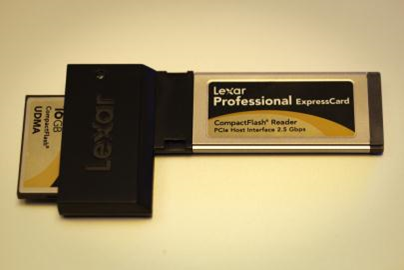 Lexar
Professional ExpressCard
CompactFlash® Reader
PCIe Host Interface 2.5 Gbps
Lexar
16GB
CompactFlash®
UDMA